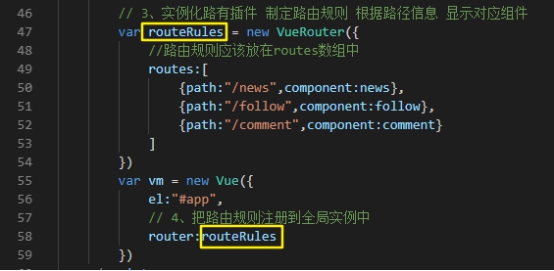 46 // 3、实例化路有插件 制定路由规则 根据路径信息 显示对应组件
47 var routeRules = new VueRouter({
48 //路由规则应该放在routes数组中
49 routes:[
50 {path:"/news",component:news},
51 {path:"/follow",component:follow},
52 {path:"/comment",component:comment}
53 ]
54 })
55 var vm = new Vue({
56 el:"#app",
57 // 4、把路由规则注册到全局实例中
58 router:routeRules
59 })